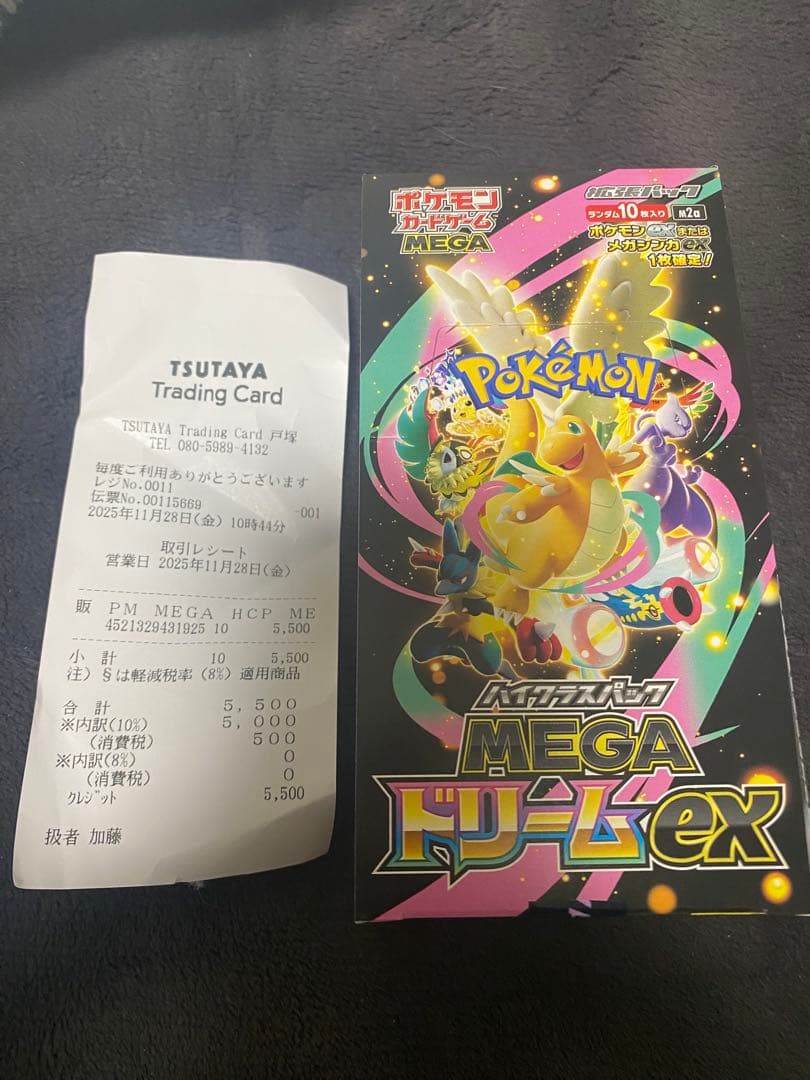 TSUTAYA
Trading Card
TSUTAYA Trading Card 戸塚
TEL 080-5989-4132
毎度ご利用ありがとうございます
レジNo.0011
伝票No.00115669 -001
2025年11月28日(金) 10時44分
取引レシート
営業日 2025年11月28日(金)
販 PM MEGA HCP ME
4521329431925 10 5,500
小 計 10 5,500
注) §は軽減税率 (8%) 適用商品
合 計 5,500
※内訳(10%) 5,000
(消費税) 500
※内訳(8%) 0
(消費税) 0
クレジット 5,500
扱者 加藤
ポケモン
カードゲーム
MEGA
拡張パック
ランダム10枚入り m2a
ポケモンexまたは
メガシンカex
1枚確定!
POKéMON
ハイクラスパック
MEGA
ドリームex